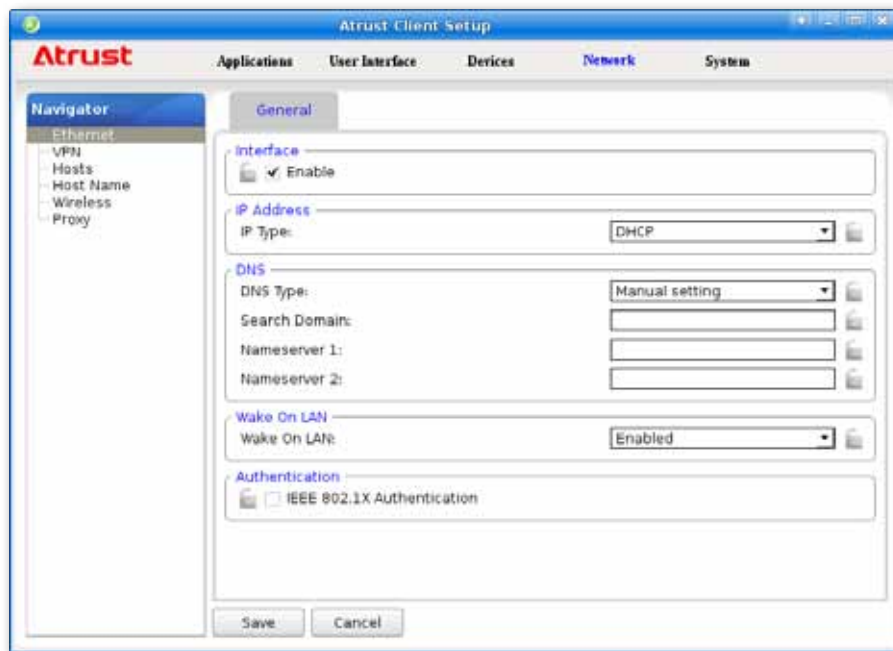 Atrust Client Setup
Atrust
Applications User Interface Devices Network System
Navigator
Ethernet
VPN
Hosts
Host Name
Wireless
Proxy
General
Interface
Enable
IP Address
IP Type: DHCP
DNS
DNS Type: Manual setting
Search Domain:
Nameserver 1:
Nameserver 2:
Wake On LAN
Wake On LAN: Enabled
Authentication
IEEE 802.1X Authentication
Save Cancel